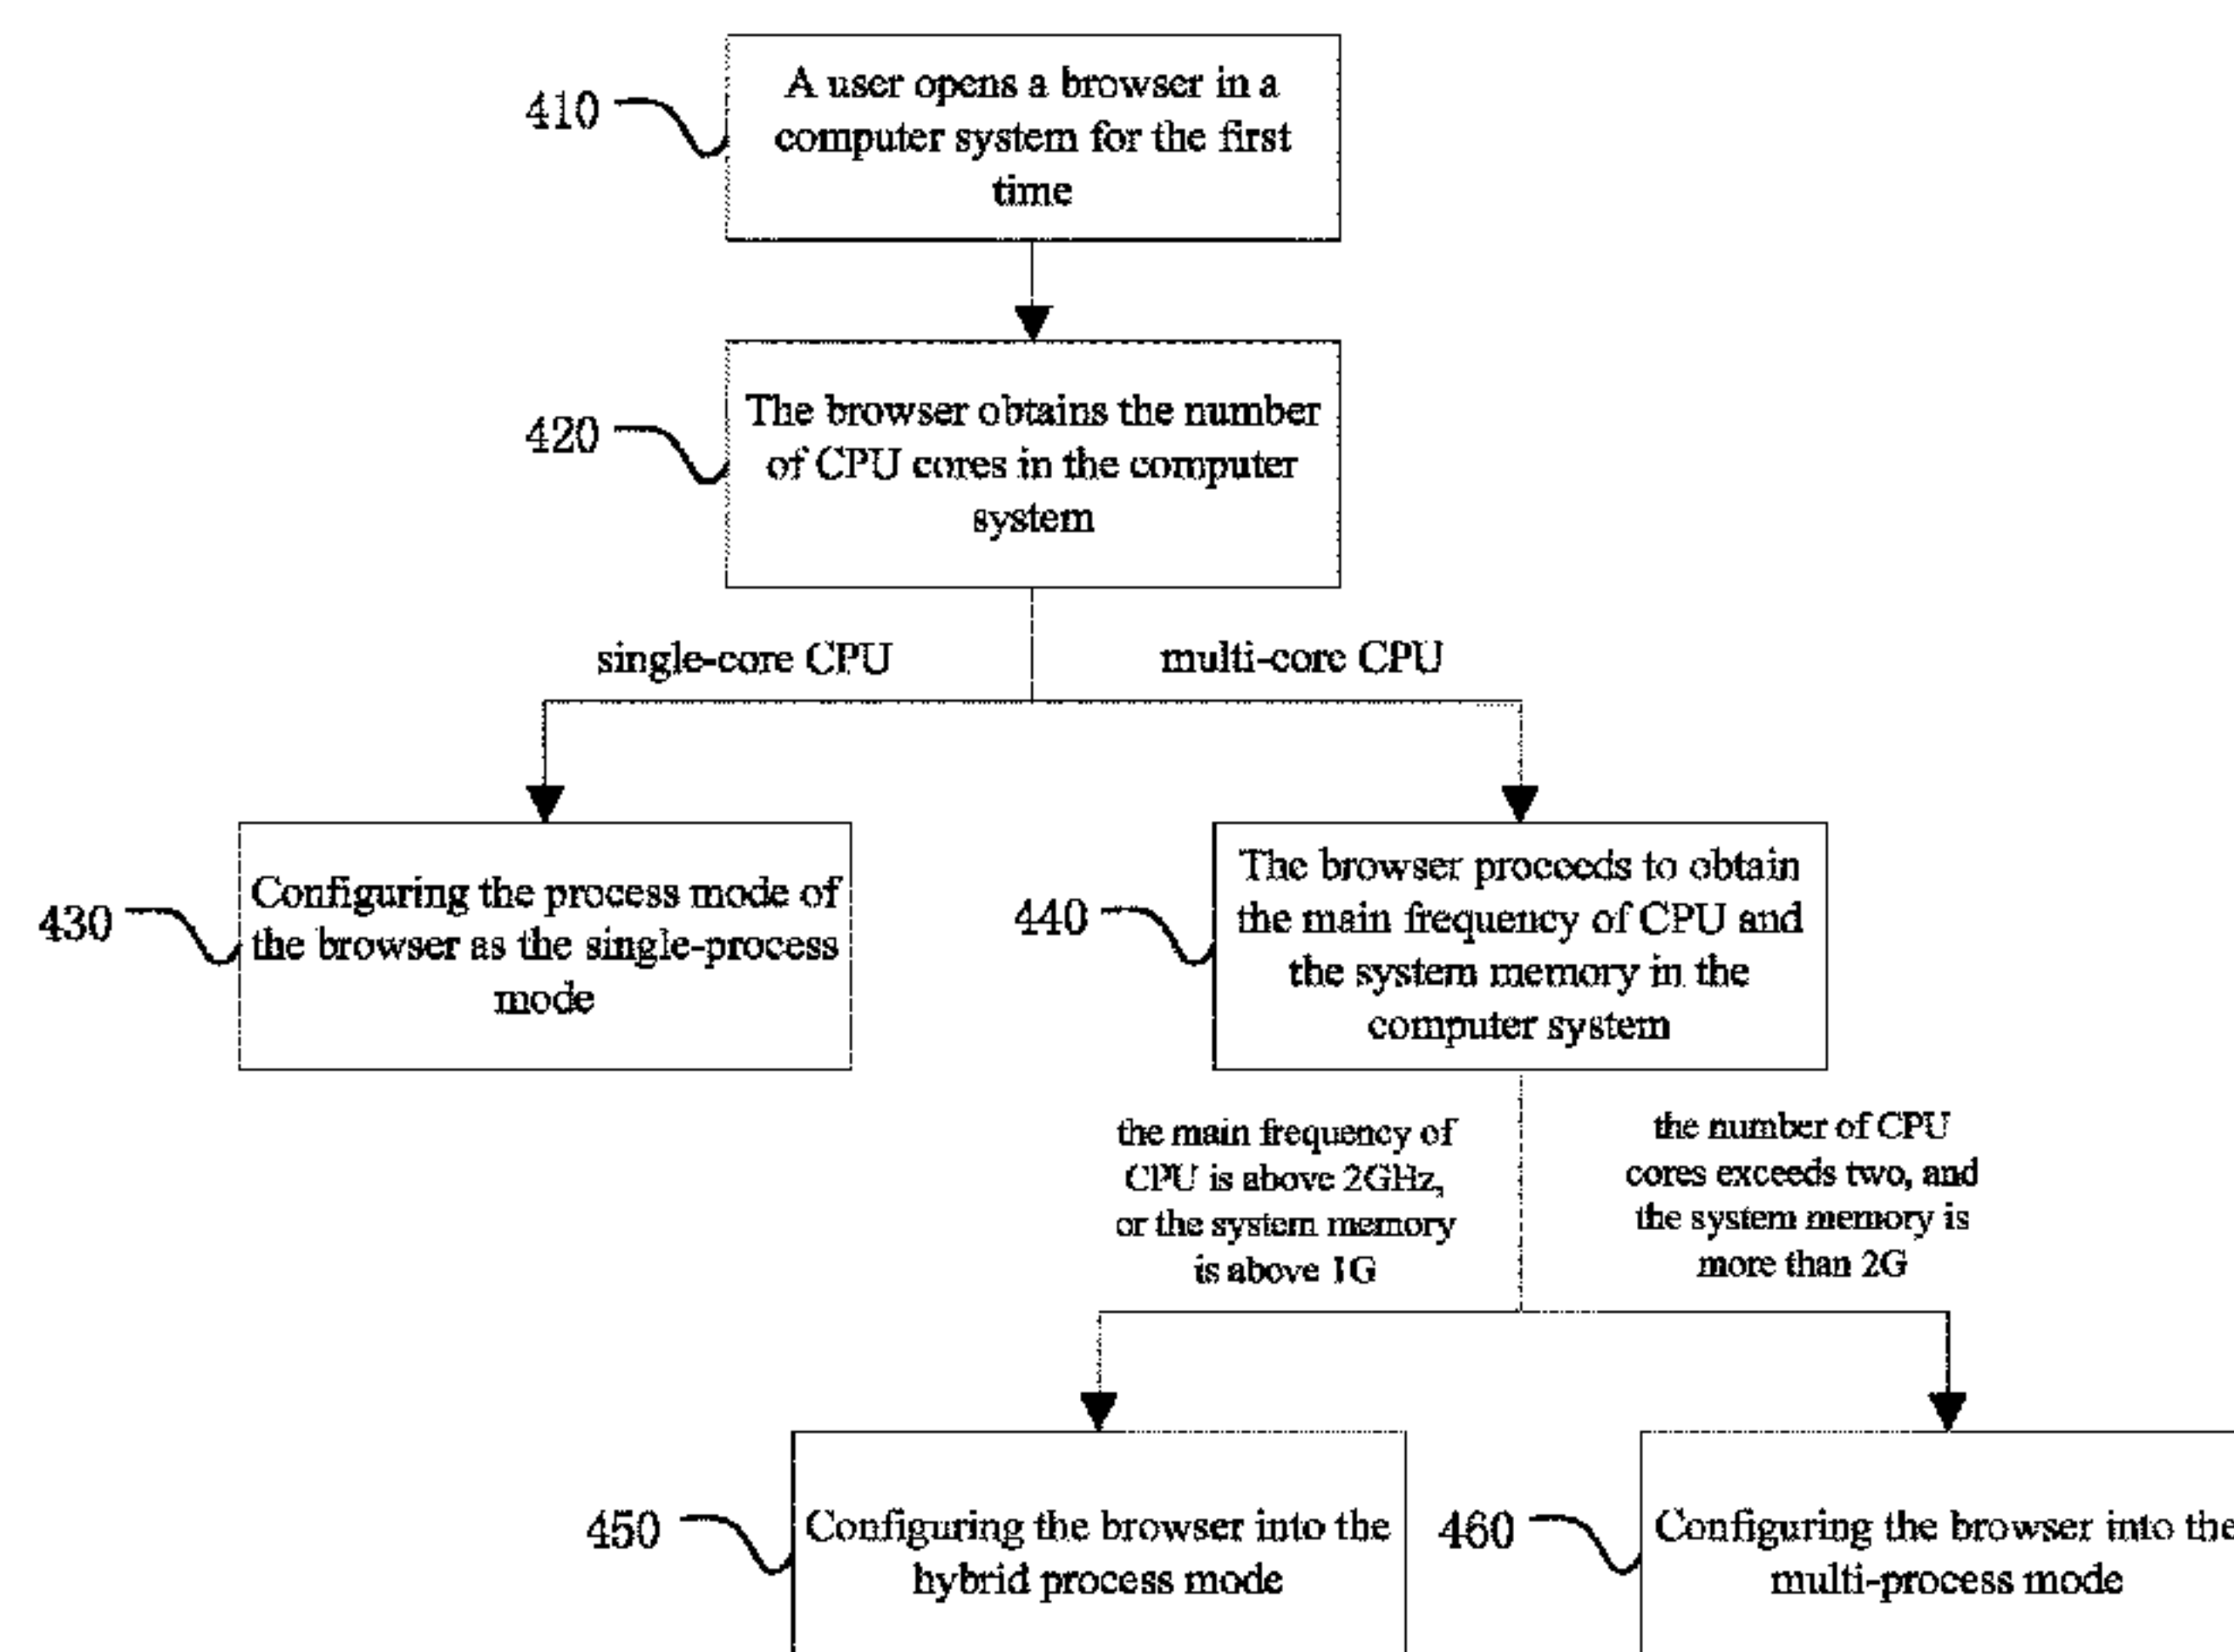 410
A user opens a browser in a
computer system for the first
time
420
The browser obtains the number
of CPU cores in the computer
system
single-core CPU
multi-core CPU
430
Configuring the process mode of
the browser as the single-process
mode
440
The browser proceeds to obtain
the main frequency of CPU and
the system memory in the
computer system
the main frequency of
CPU is above 2GHz,
or the system memory
is above 1G
the number of CPU
cores exceeds two, and
the system memory is
more than 2G
450
Configuring the browser into the
hybrid process mode
460
Configuring the browser into the
multi-process mode